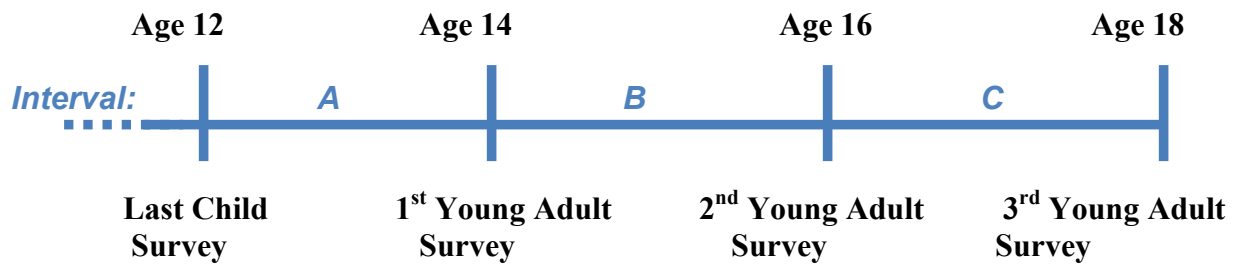 Age 12 Age 14 Age 16 Age 18
Interval: A B C
Last Child 1st Young Adult 2nd Young Adult 3rd Young Adult
Survey Survey Survey Survey